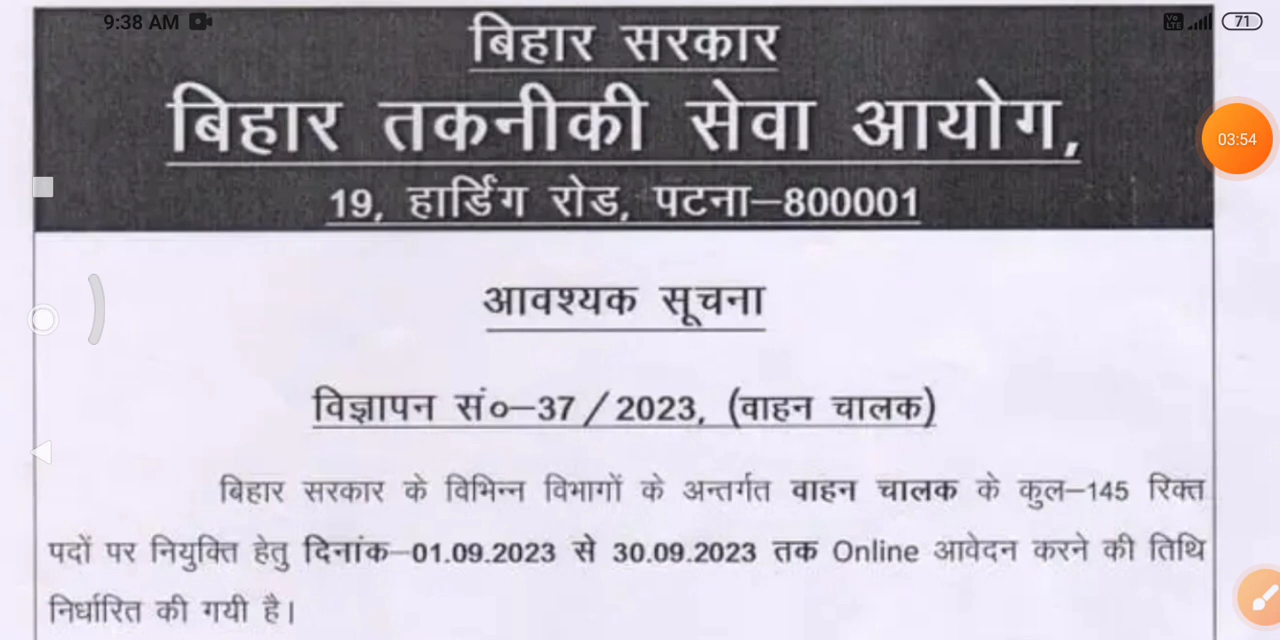 9:38 AM
Vo LTE
71
बिहार सरकार
बिहार तकनीकी सेवा आयोग,
03:54
19, हार्डिंग रोड, पटना–800001
आवश्यक सूचना
विज्ञापन सं०–37/2023, (वाहन चालक)
बिहार सरकार के विभिन्न विभागों के अन्तर्गत वाहन चालक के कुल–145 रिक्त
पदों पर नियुक्ति हेतु दिनांक–01.09.2023 से 30.09.2023 तक Online आवेदन करने की तिथि
निर्धारित की गयी है।